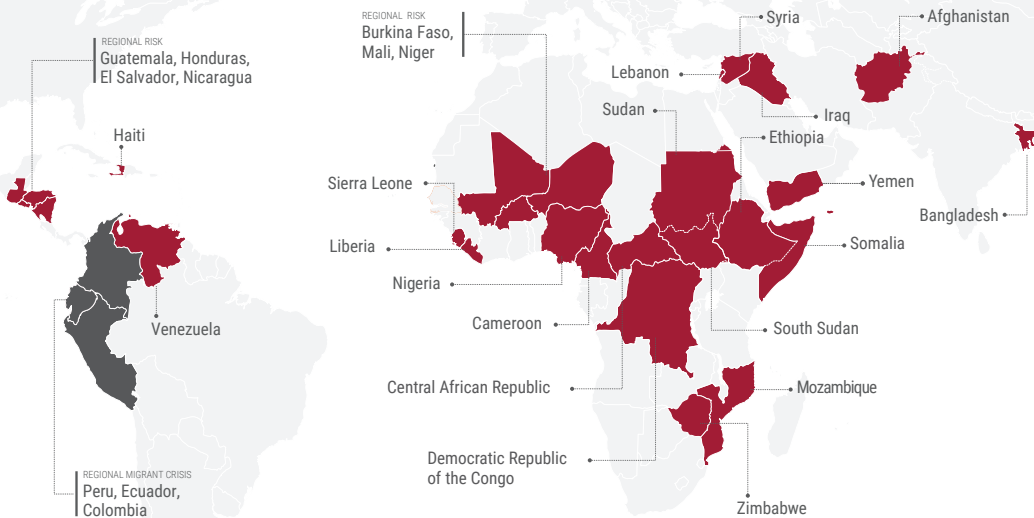 REGIONAL RISK
Guatemala, Honduras,
El Salvador, Nicaragua
Haiti
Venezuela
REGIONAL MIGRANT CRISIS
Peru, Ecuador,
Colombia
REGIONAL RISK
Burkina Faso,
Mali, Niger
Syria
Afghanistan
Lebanon
Sudan
Iraq
Ethiopia
Sierra Leone
Yemen
Bangladesh
Liberia
Somalia
Nigeria
Cameroon
South Sudan
Central African Republic
Mozambique
Democratic Republic
of the Congo
Zimbabwe